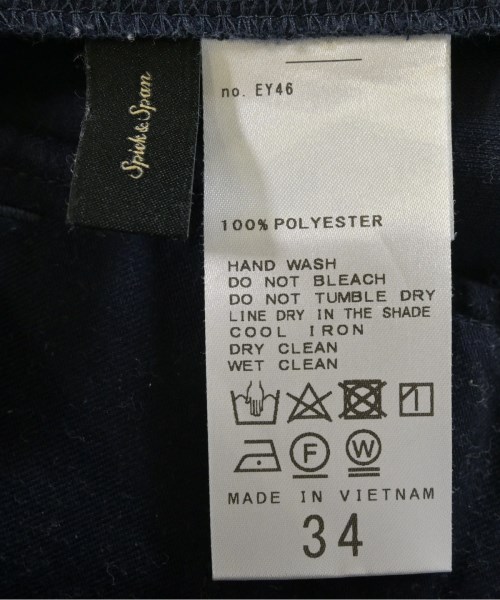 Spick&Span
no. EY46
100% POLYESTER
HAND WASH
DO NOT BLEACH
DO NOT TUMBLE DRY
LINE DRY IN THE SHADE
COOL IRON
DRY CLEAN
WET CLEAN
F W
MADE IN VIETNAM
34